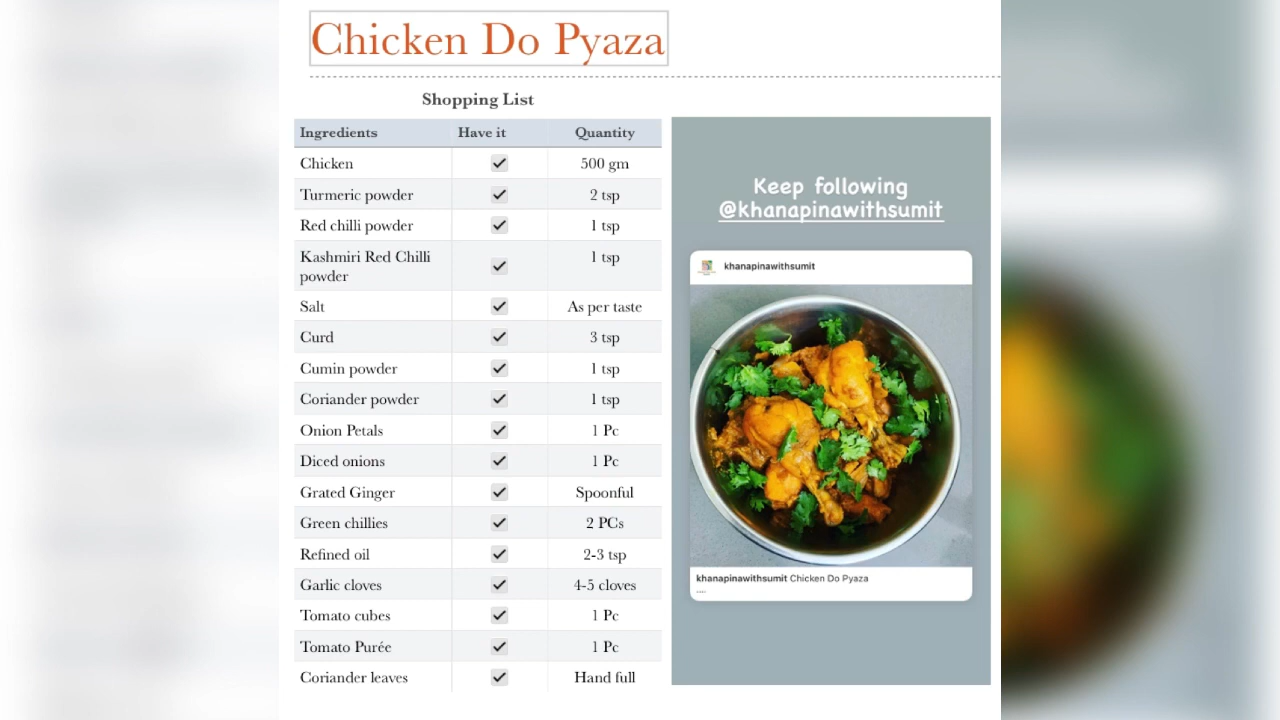 Chicken Do Pyaza
Shopping List
Ingredients Have it Quantity
Chicken 500 gm
Turmeric powder 2 tsp
Red chilli powder 1 tsp
Kashmiri Red Chilli 1 tsp
powder
Salt As per taste
Curd 3 tsp
Cumin powder 1 tsp
Coriander powder 1 tsp
Onion Petals 1 Pc
Diced onions 1 Pc
Grated Ginger Spoonful
Green chillies 2 PCs
Refined oil 2-3 tsp
Garlic cloves 4-5 cloves
Tomato cubes 1 Pc
Tomato Purée 1 Pc
Coriander leaves Hand full
Keep following
@khanapinawithsumit
khanapinawithsumit
khanapinawithsumit Chicken Do Pyaza
....